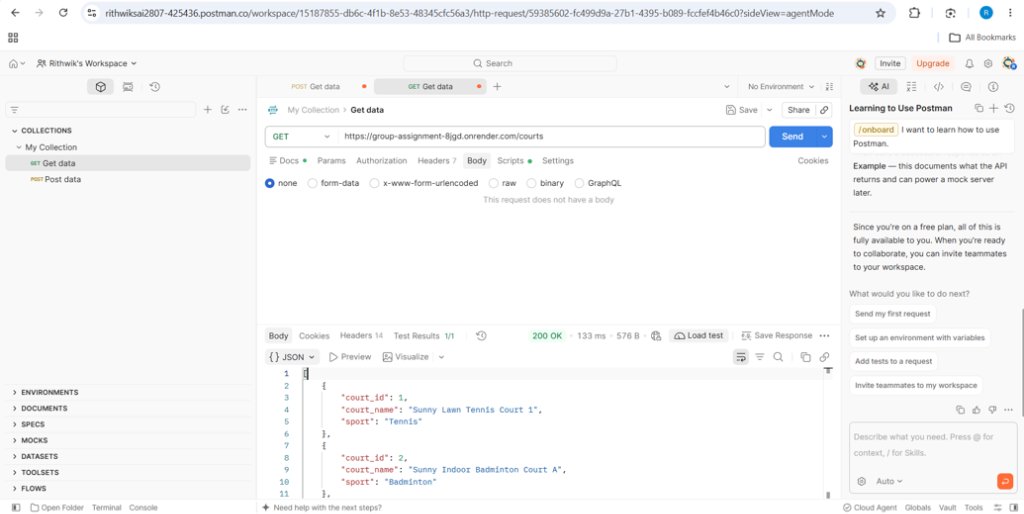 rithwiksai2807-425436.postman.co/workspace/15187855-db6c-4f1b-8e53-48345cfc56a3/http-request/59385602-fc499d9a-27b1-4395-b089-fccfef4b46c0?sideView=agentMode
R
All Bookmarks
Rithwik's Workspace
Search
Invite
Upgrade
COLLECTIONS
My Collection
GET Get data
POST Post data
ENVIRONMENTS
DOCUMENTS
SPECS
MOCKS
DATASETS
TOOLSETS
FLOWS
POST Get data
GET Get data
No Environment
My Collection > Get data
Save
Share
GET
https://group-assignment-8jgd.onrender.com/courts
Send
Docs Params Authorization Headers 7 Body Scripts Settings
Cookies
none form-data x-www-form-urlencoded raw binary GraphQL
This request does not have a body
Body Cookies Headers 14 Test Results 1/1
200 OK • 133 ms • 576 B
Load test
Save Response
{ } JSON Preview Visualize
1 [
2 {
3 "court_id": 1,
4 "court_name": "Sunny Lawn Tennis Court 1",
5 "sport": "Tennis"
6 },
7 {
8 "court_id": 2,
9 "court_name": "Sunny Indoor Badminton Court A",
10 "sport": "Badminton"
11 },
AI
Learning to Use Postman
/onboard I want to learn how to use
Postman.
Example — this documents what the API
returns and can power a mock server
later.
Since you're on a free plan, all of this is
fully available to you. When you're ready
to collaborate, you can invite teammates
to your workspace.
What would you like to do next?
Send my first request
Set up an environment with variables
Add tests to a request
Invite teammates to my workspace
Describe what you need. Press @ for
context, / for Skills.
Auto
Open Folder Terminal Console
Need help with the next steps?
Cloud Agent Globals Vault Tools